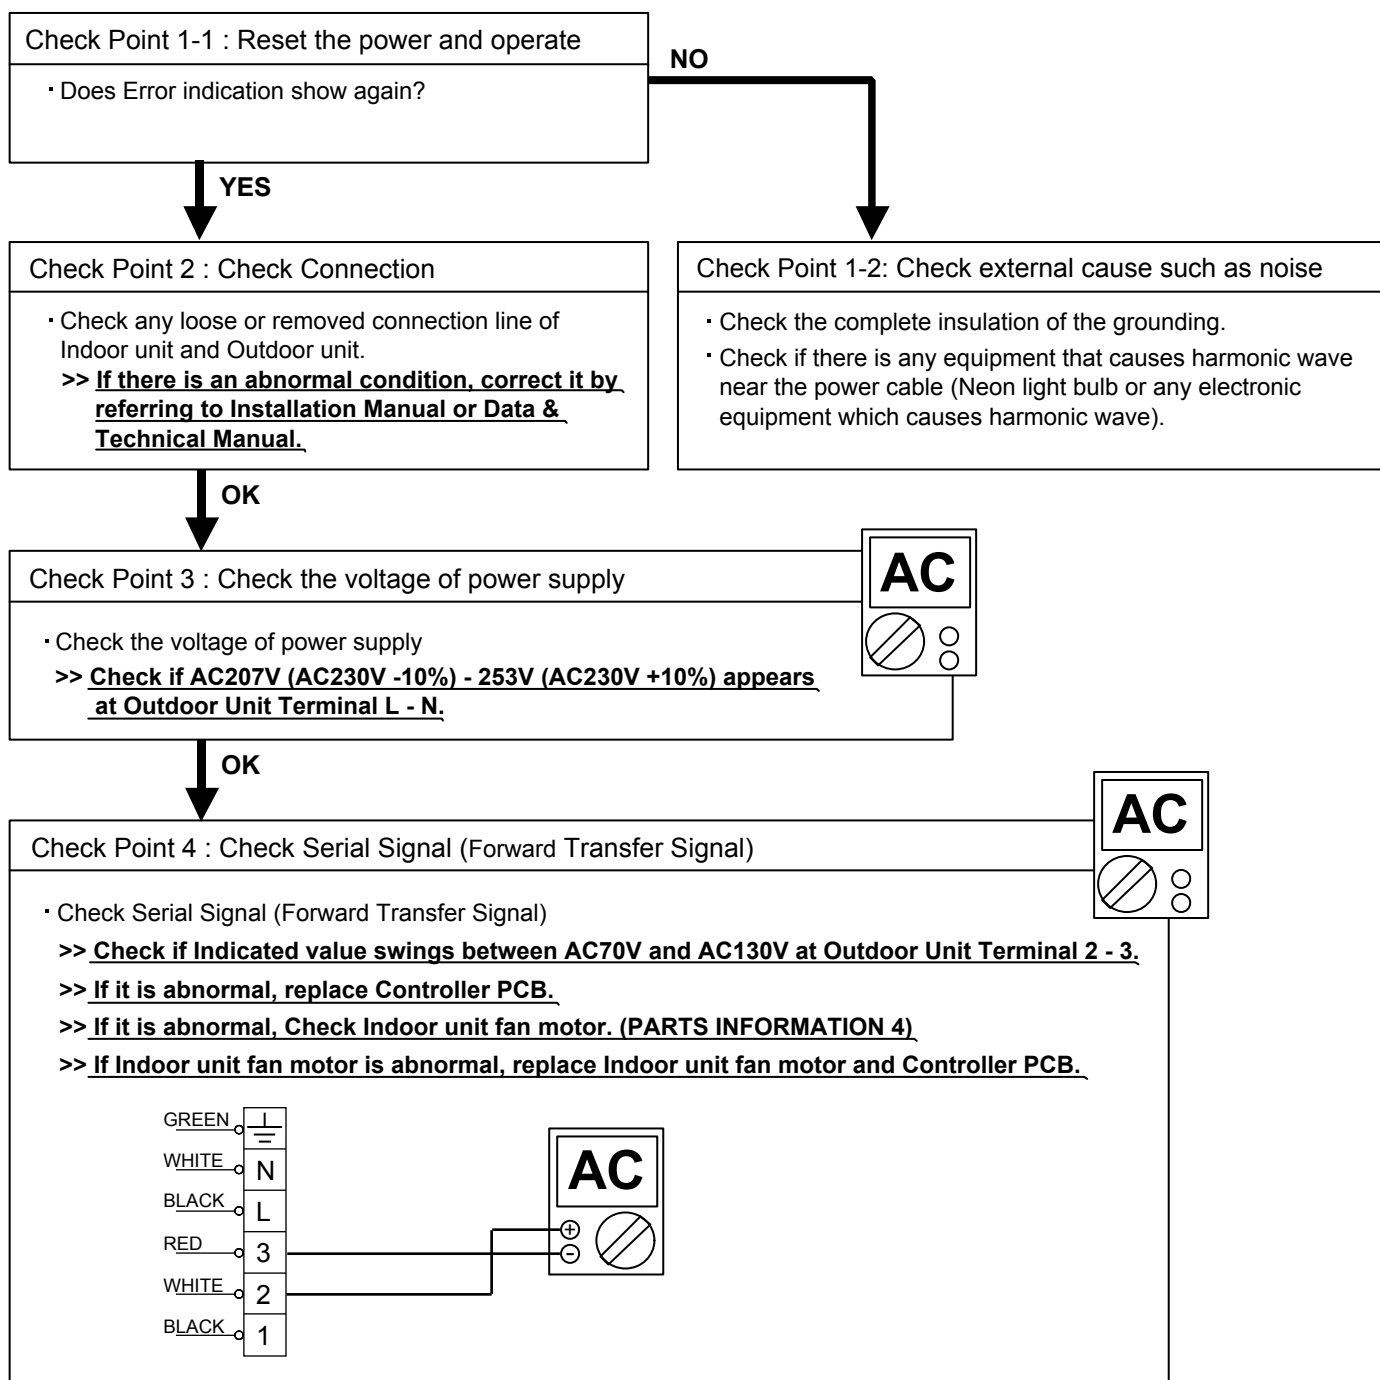 Check Point 1-1 : Reset the power and operate
· Does Error indication show again?
NO
YES
Check Point 2 : Check Connection
· Check any loose or removed connection line of
Indoor unit and Outdoor unit.
>> If there is an abnormal condition, correct it by
referring to Installation Manual or Data &
Technical Manual.
Check Point 1-2: Check external cause such as noise
· Check the complete insulation of the grounding.
· Check if there is any equipment that causes harmonic wave
near the power cable (Neon light bulb or any electronic
equipment which causes harmonic wave).
OK
Check Point 3 : Check the voltage of power supply
AC
· Check the voltage of power supply
>> Check if AC207V (AC230V -10%) - 253V (AC230V +10%) appears
at Outdoor Unit Terminal L - N.
OK
Check Point 4 : Check Serial Signal (Forward Transfer Signal)
AC
· Check Serial Signal (Forward Transfer Signal)
>> Check if Indicated value swings between AC70V and AC130V at Outdoor Unit Terminal 2 - 3.
>> If it is abnormal, replace Controller PCB.
>> If it is abnormal, Check Indoor unit fan motor. (PARTS INFORMATION 4)
>> If Indoor unit fan motor is abnormal, replace Indoor unit fan motor and Controller PCB.
GREEN
WHITE N
BLACK L
RED 3
WHITE 2
BLACK 1
AC
+
-